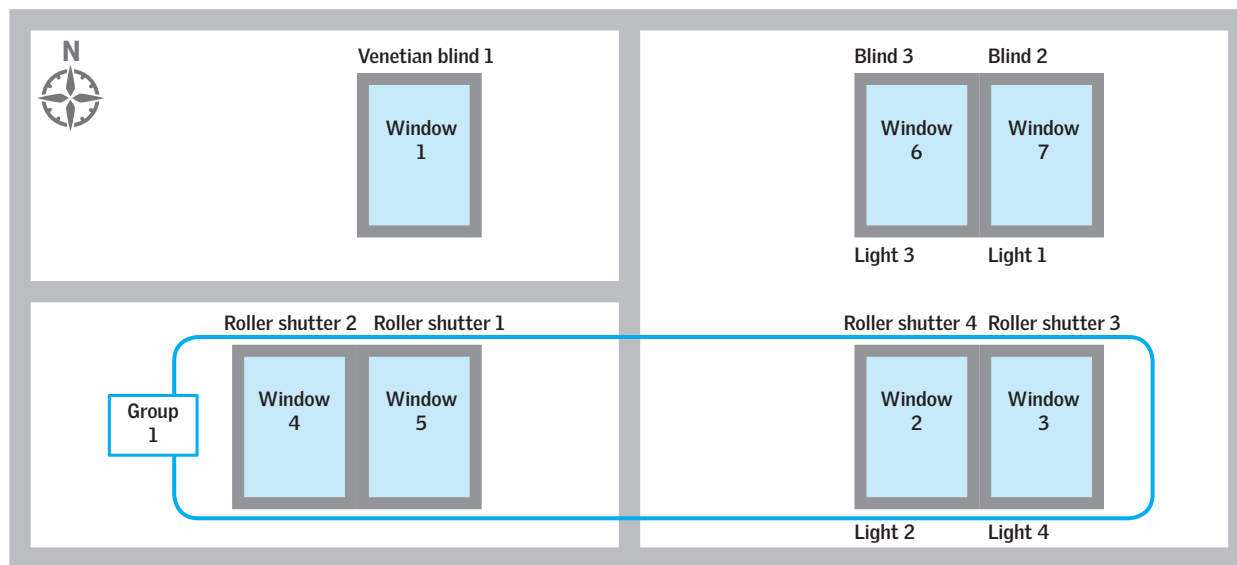 N
Venetian blind 1
Window
1
Blind 3 Blind 2
Window
6
Window
7
Light 3 Light 1
Roller shutter 2 Roller shutter 1
Window
4
Window
5
Group
1
Roller shutter 4 Roller shutter 3
Window
2
Window
3
Light 2 Light 4